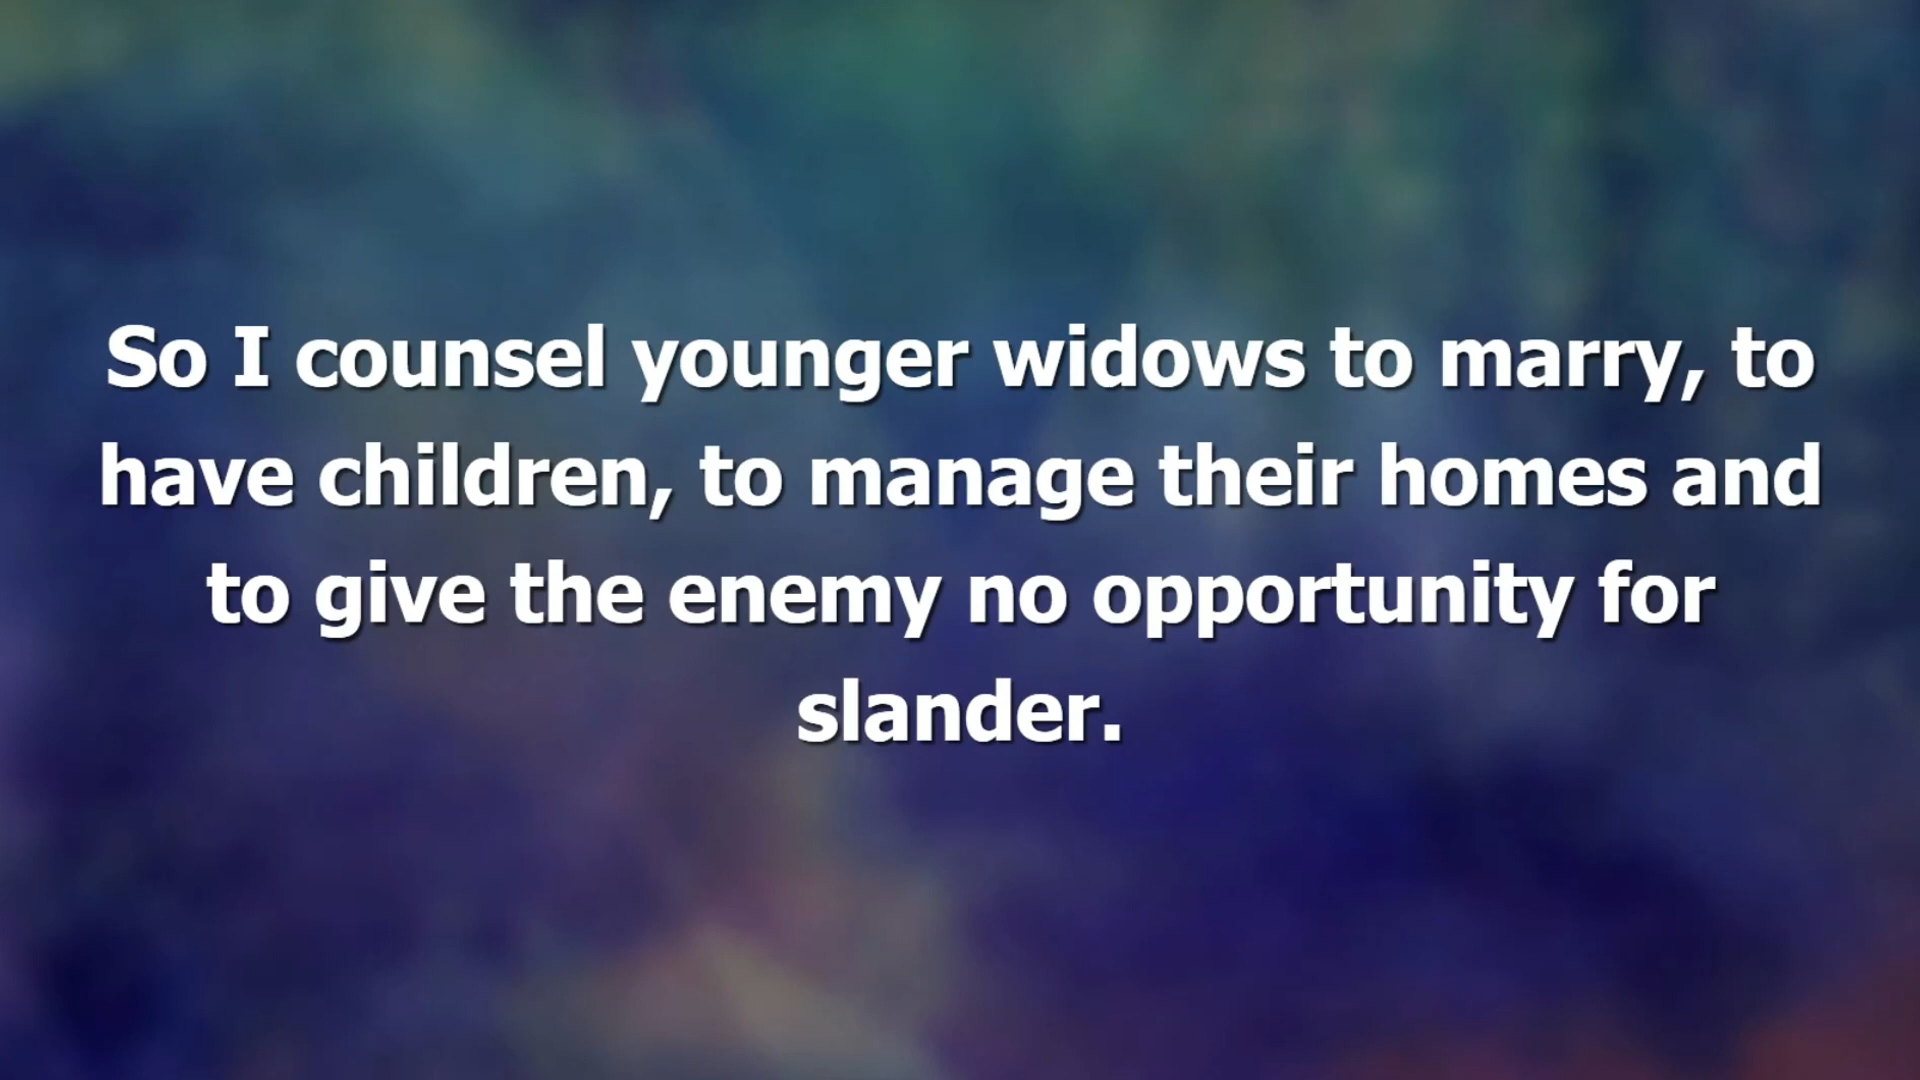 So I counsel younger widows to marry, to
have children, to manage their homes and
to give the enemy no opportunity for
slander.